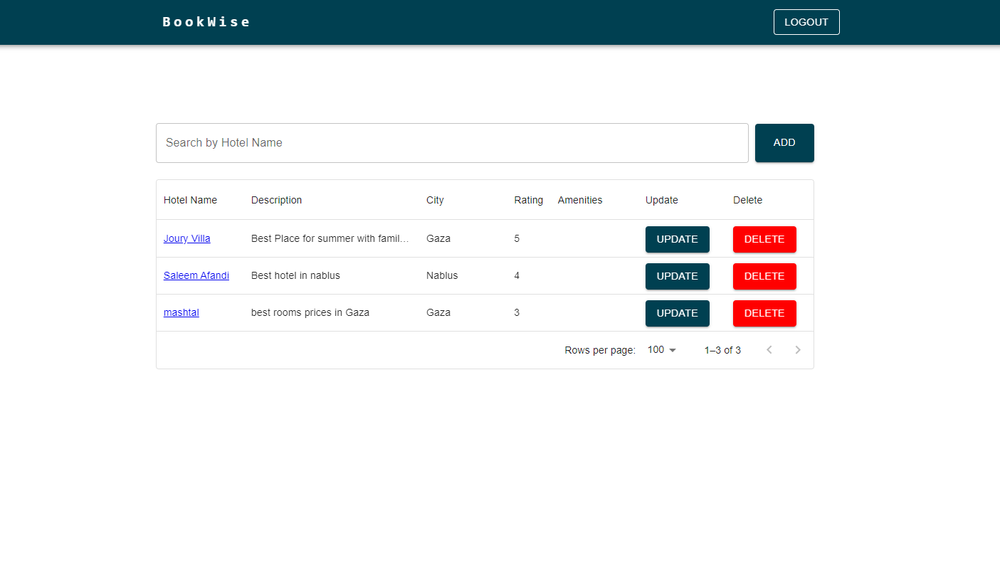 BookWise LOGOUT
Search by Hotel Name ADD
Hotel Name Description City Rating Amenities Update Delete
Joury Villa Best Place for summer with famil... Gaza 5 UPDATE DELETE
Saleem Afandi Best hotel in nablus Nablus 4 UPDATE DELETE
mashtal best rooms prices in Gaza Gaza 3 UPDATE DELETE
Rows per page: 100 1–3 of 3